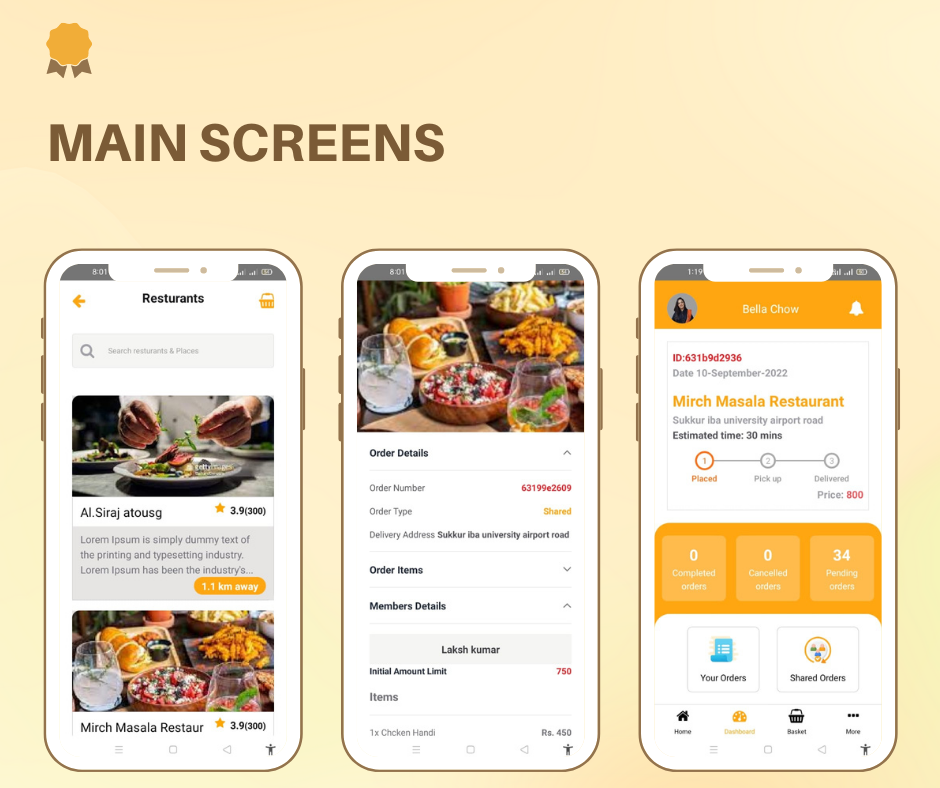 MAIN SCREENS
8:01
Resturants
Search resturants & Places
gettyimages
Al.Siraj atousg
3.9(300)
Lorem Ipsum is simply dummy text of
the printing and typesetting industry.
Lorem Ipsum has been the industry's...
1.1 km away
Mirch Masala Restaur
3.9(300)
8:01
Order Details
Order Number 63199e2609
Order Type Shared
Delivery Address Sukkur iba university airport road
Order Items
Members Details
Laksh kumar
Initial Amount Limit 750
Items
1x Chcken Handi Rs. 450
1:19
Bella Chow
ID:631b9d2936
Date 10-September-2022
Mirch Masala Restaurant
Sukkur iba university airport road
Estimated time: 30 mins
1 2 3
Placed Pick up Delivered
Price: 800
0 0 34
Completed Cancelled Pending
orders orders orders
Your Orders Shared Orders
Home Dashboard Basket More